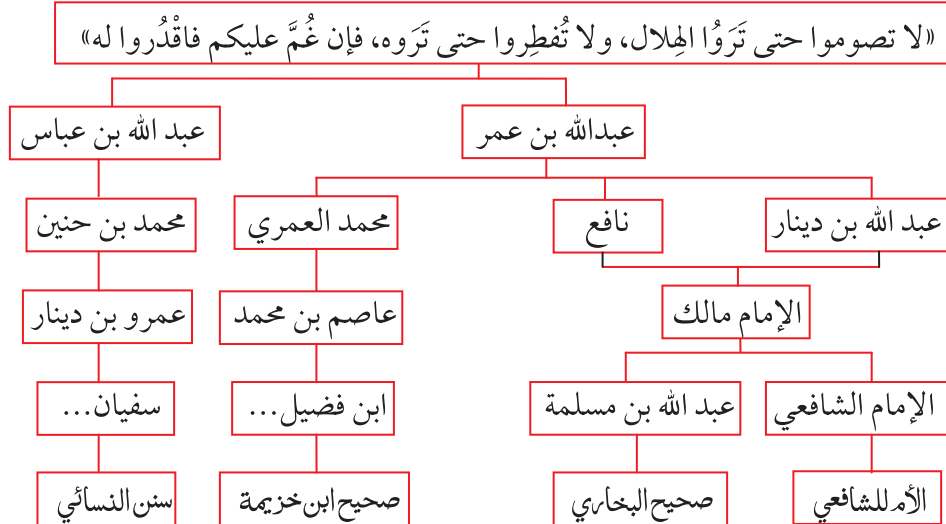 «لا تصوموا حتى تَرَوُا الهِلال، ولا تُفطِروا حتى تَرَوه، فإن غُمَّ عليكم فاقْدُروا له»
عبدالله بن عمر
عبد الله بن عباس
عبد الله بن دينار
نافع
محمد العمري
محمد بن حنين
الإمام مالك
عاصم بن محمد
عمرو بن دينار
الإمام الشافعي
عبد الله بن مسلمة
ابن فضيل...
سفيان...
الأم للشافعي
صحيح البخاري
صحيح ابن خزيمة
سنن النسائي